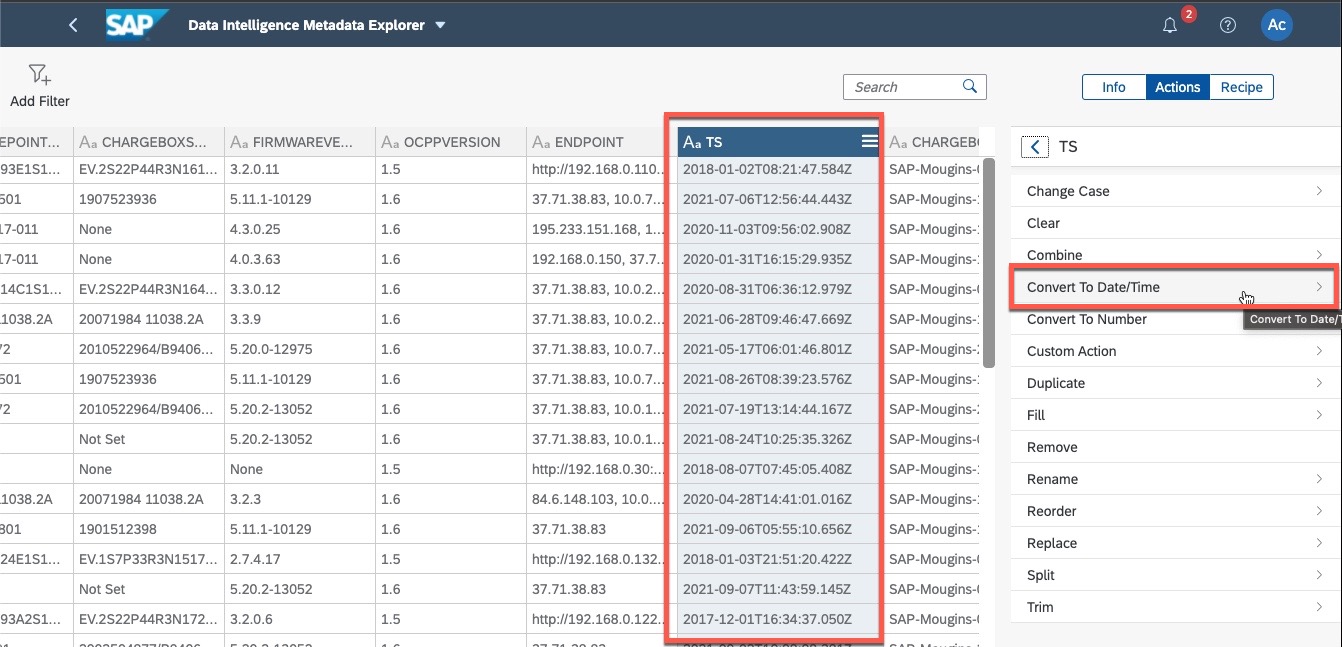 SAP Data Intelligence Metadata Explorer 2 Ac
Add Filter Search Info Actions Recipe
EPOINT... Aa CHARGEBOXS... Aa FIRMWAREVE... Aa OCPPVERSION Aa ENDPOINT Aa TS Aa CHARGEBO
93E1S1... EV.2S22P44R3N161... 3.2.0.11 1.5 http://192.168.0.110... 2018-01-02T08:21:47.584Z SAP-Mougins-
501 1907523936 5.11.1-10129 1.6 37.71.38.83, 10.0.7... 2021-07-06T12:56:44.443Z SAP-Mougins-
17-011 None 4.3.0.25 1.6 195.233.151.168, 1... 2020-11-03T09:56:02.908Z SAP-Mougins-
17-011 None 4.0.3.63 1.6 192.168.0.150, 37.7... 2020-01-31T16:15:29.935Z SAP-Mougins-
14C1S1... EV.2S22P44R3N164... 3.3.0.12 1.6 37.71.38.83, 10.0.2... 2020-08-31T06:36:12.979Z SAP-Mougins-
11038.2A 20071984 11038.2A 3.3.9 1.6 37.71.38.83, 10.0.1... 2021-06-28T09:46:47.669Z SAP-Mougins-
72 2010522964/B9406... 5.20.0-12975 1.6 37.71.38.83, 10.0.7... 2021-05-17T06:01:46.801Z SAP-Mougins-
501 1907523936 5.11.1-10129 1.6 37.71.38.83, 10.0.7... 2021-08-26T08:39:23.576Z SAP-Mougins-
72 2010522964/B9406... 5.20.2-13052 1.6 37.71.38.83, 10.0.1... 2021-07-19T13:14:44.167Z SAP-Mougins-
Not Set 5.20.2-13052 1.6 37.71.38.83, 10.0.1... 2021-08-24T10:25:35.326Z SAP-Mougins-
None None 1.5 http://192.168.0.30:... 2018-08-07T07:45:05.408Z SAP-Mougins-
11038.2A 20071984 11038.2A 3.2.3 1.6 84.6.148.103, 10.0.... 2020-04-28T14:41:01.016Z SAP-Mougins-
801 1901512398 5.11.1-10129 1.6 37.71.38.83 2021-09-06T05:55:10.656Z SAP-Mougins-
24E1S1... EV.1S7P33R3N1517... 2.7.4.17 1.5 http://192.168.0.132... 2018-01-03T21:51:20.422Z SAP-Mougins-
Not Set 5.20.2-13052 1.6 37.71.38.83 2021-09-07T11:43:59.145Z SAP-Mougins-
93A2S1... EV.2S22P44R3N172... 3.2.0.6 1.5 http://192.168.0.122... 2017-12-01T16:34:37.050Z SAP-Mougins-
TS
Change Case
Clear
Combine
Convert To Date/Time
Convert To Number
Convert To Date/T
Custom Action
Duplicate
Fill
Remove
Rename
Reorder
Replace
Split
Trim